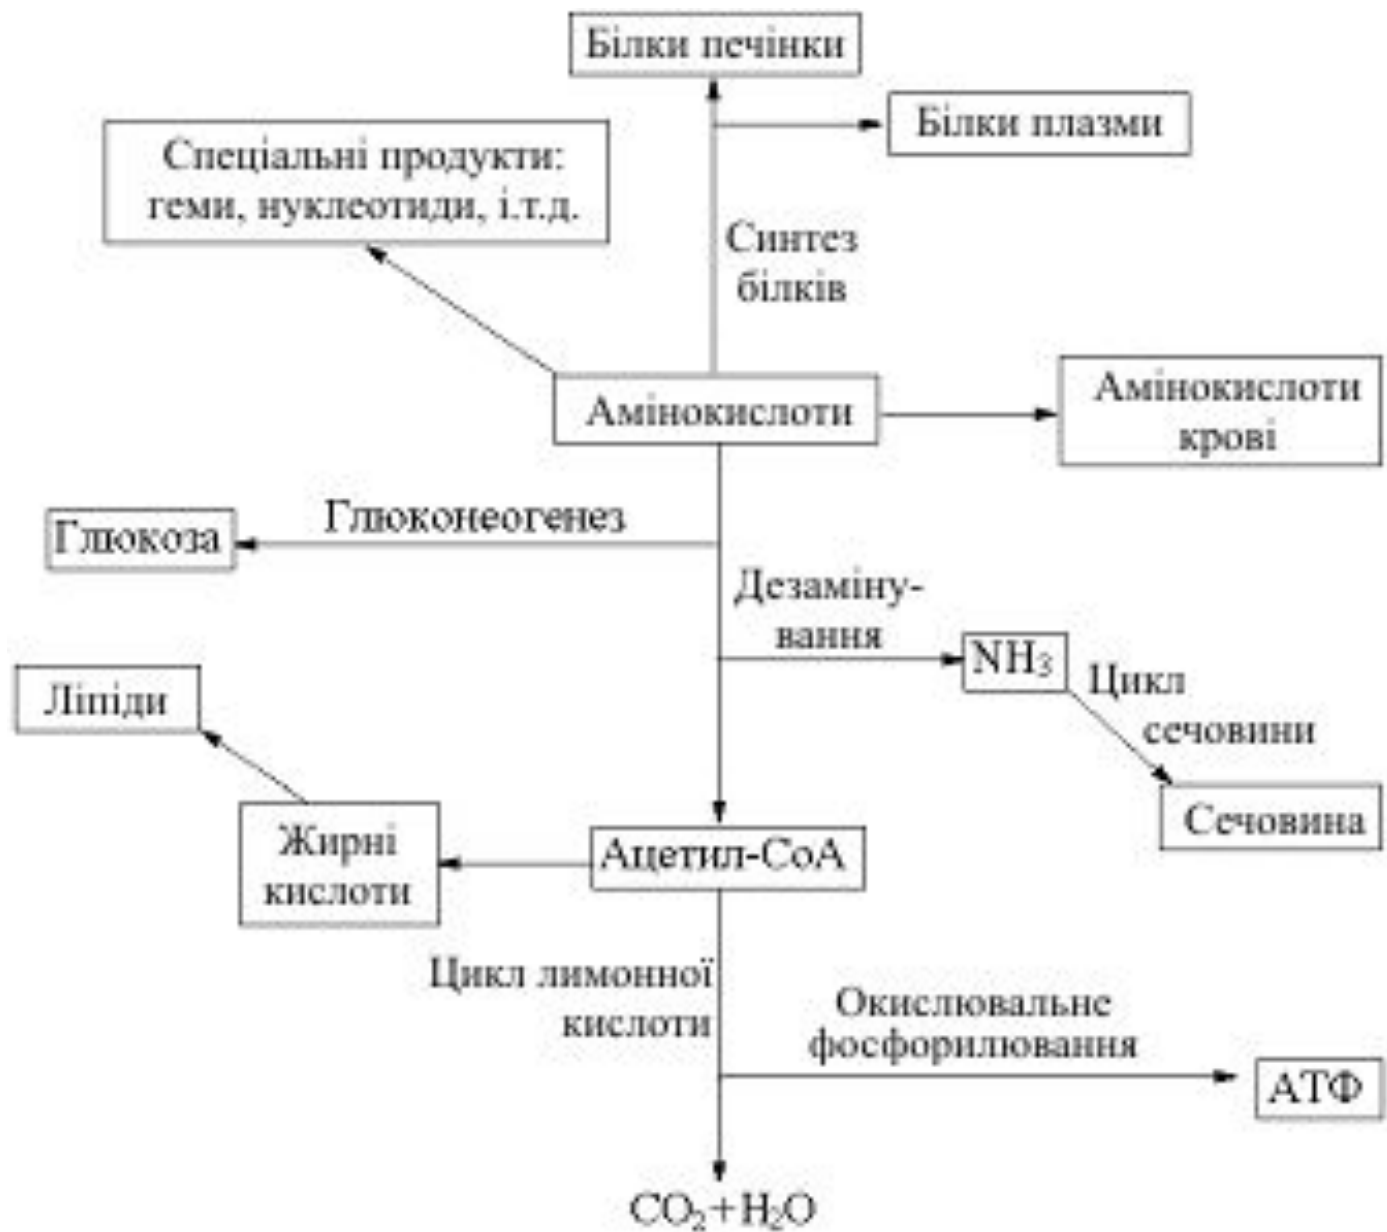 Білки печінки
Білки плазми
Спеціальні продукти:
геми, нуклеотиди, і.т.д.
Синтез
білків
Амінокислоти
Амінокислоти
крові
Глюконеогенез
Глюкоза
Дезаміну-
вання
NH₃
Цикл
сечовини
Ліпіди
Сечовина
Жирні
кислоти
Ацетил-СоА
Цикл лимонної
кислоти
Окислювальне
фосфорилювання
АТФ
CO₂+H₂O